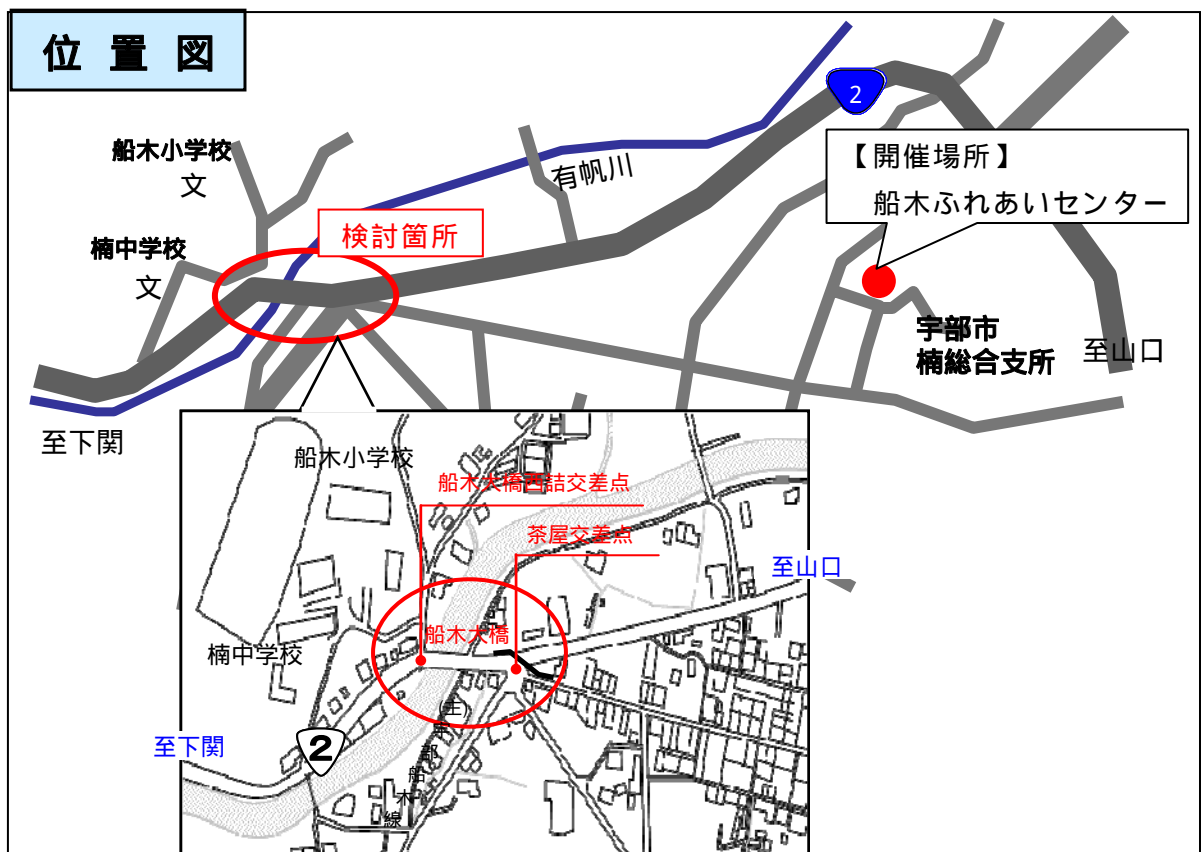 位置図
2
船木小学校
文
有帆川
【開催場所】
船木ふれあいセンター
検討箇所
楠中学校
文
宇部市
楠総合支所
至山口
至下関
船木小学校
船木大橋西詰交差点
茶屋交差点
至山口
船木大橋
楠中学校
(主)宇部船木線
至下関
2